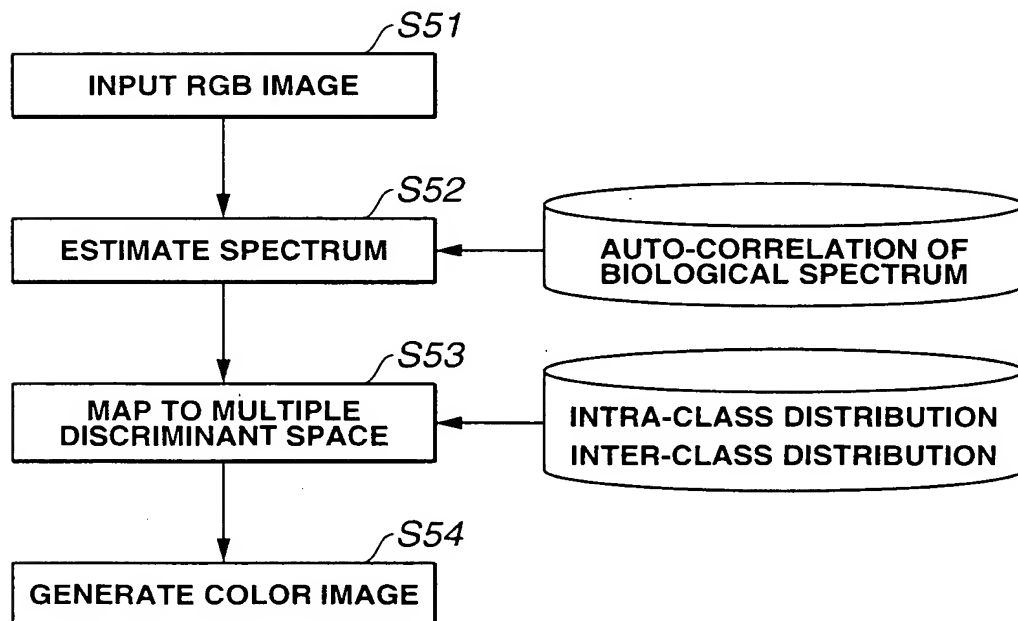 S51
INPUT RGB IMAGE
S52
ESTIMATE SPECTRUM
AUTO-CORRELATION OF
BIOLOGICAL SPECTRUM
S53
MAP TO MULTIPLE
DISCRIMINANT SPACE
INTRA-CLASS DISTRIBUTION
INTER-CLASS DISTRIBUTION
S54
GENERATE COLOR IMAGE